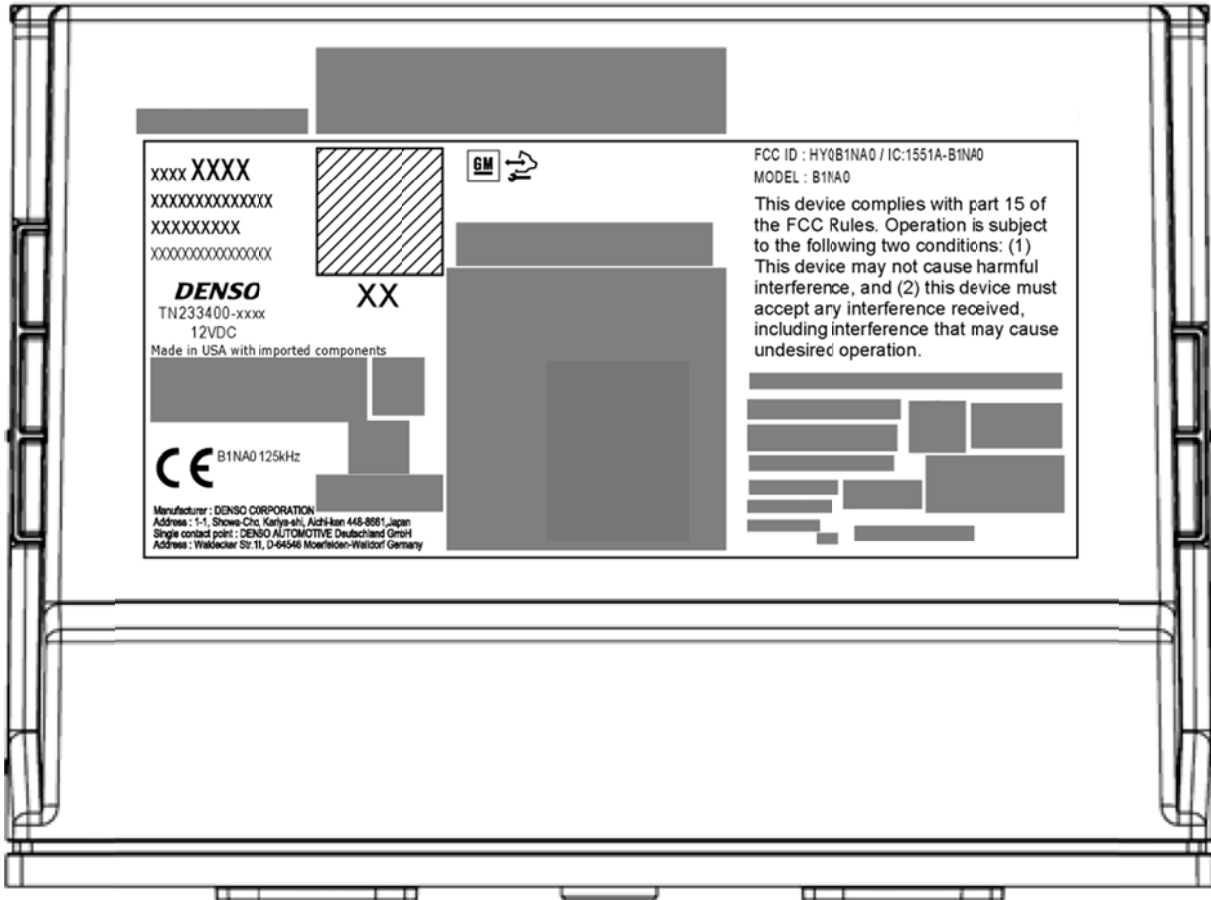 XXXX XXXX
XXXXXXXXXXXXXX
XXXXXXXXX
XXXXXXXXXXXXXXXX
DENSO
TN233400-xxxx
12VDC
Made in USA with imported components
XX
CE B1NA0 125kHz
Manufacturer : DENSO CORPORATION
Address : 1-1, Showa-Cho, Kariya-shi, Aichi-ken 448-8661, Japan
Single contact point : DENSO AUTOMOTIVE Deutschland GmbH
Address : Waldecker Str.11, D-64546 Moerfelden-Walldorf Germany
GM
FCC ID : HY0B1NA0 / IC:1551A-B1NA0
MODEL : B1NA0
This device complies with part 15 of
the FCC Rules. Operation is subject
to the following two conditions: (1)
This device may not cause harmful
interference, and (2) this device must
accept any interference received,
including interference that may cause
undesired operation.